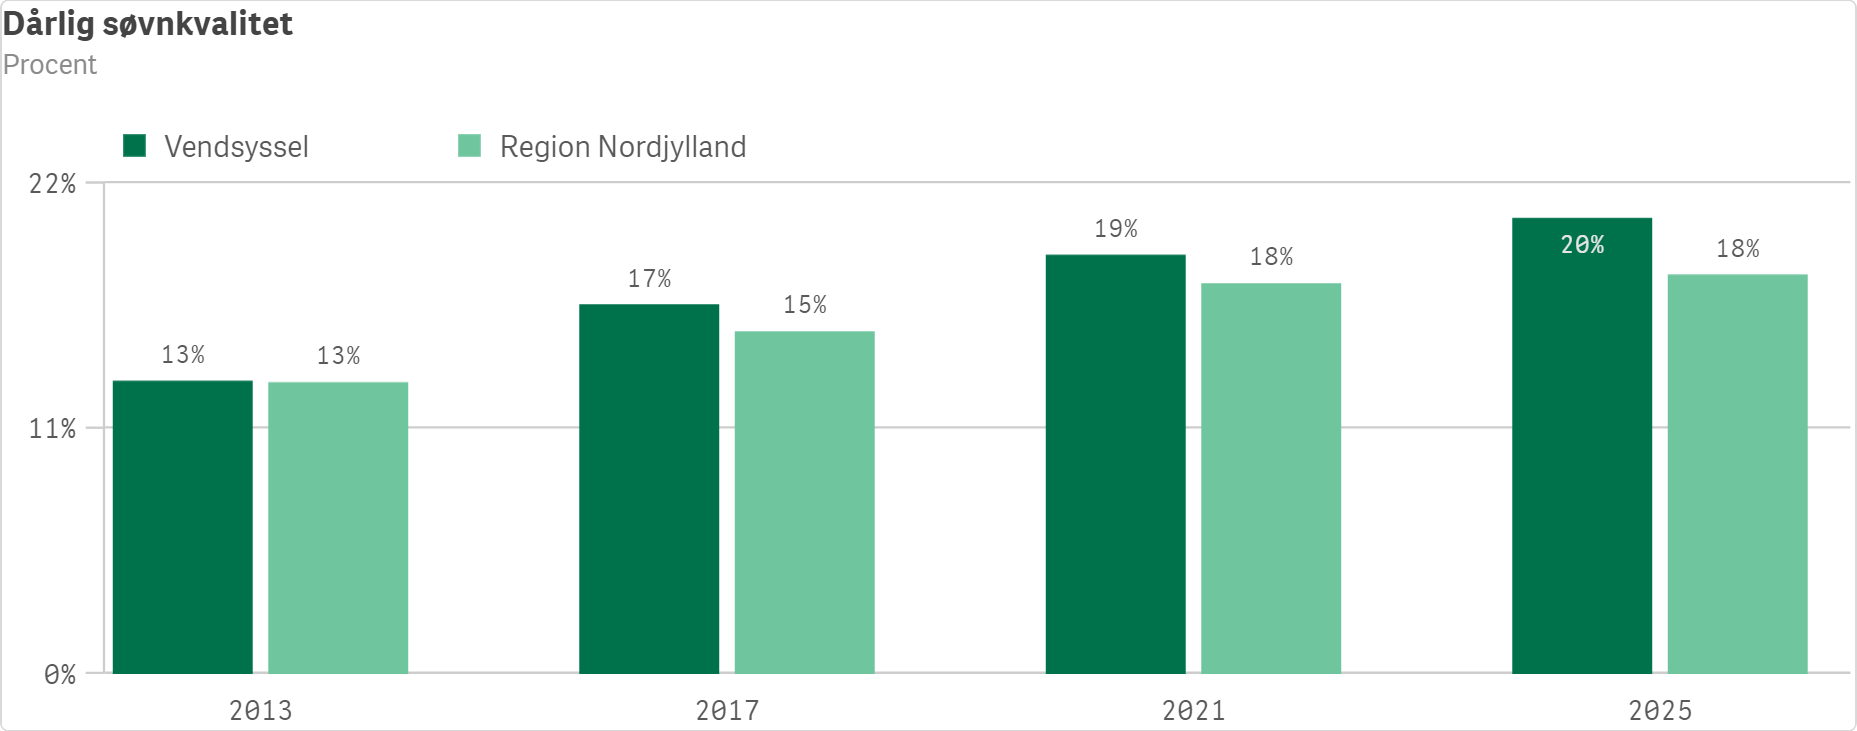 Dårlig søvnkvalitet
Procent
Vendsyssel Region Nordjylland
22%
11%
0%
13% 13% 17% 15% 19% 18% 20% 18%
2013 2017 2021 2025